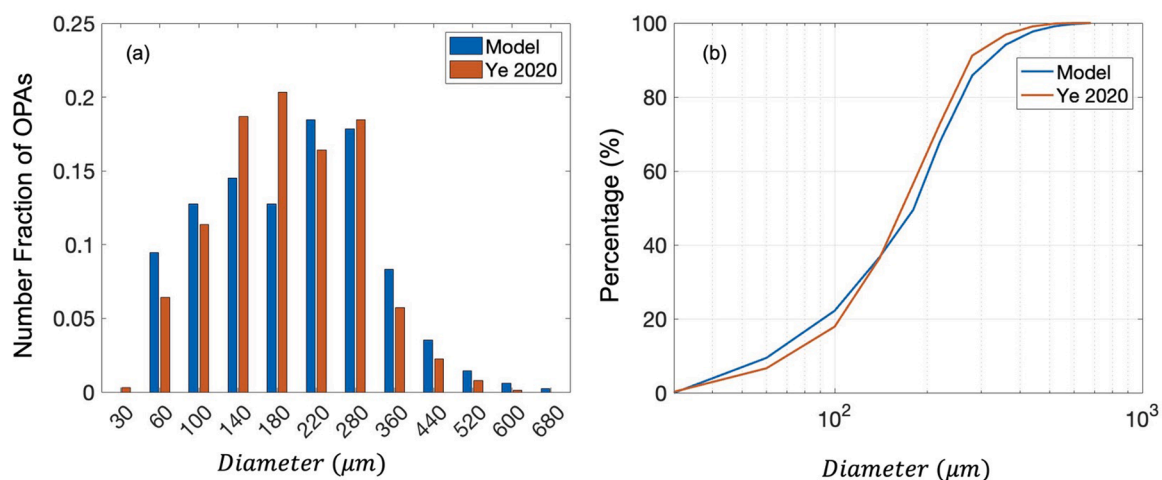 (a)
Number Fraction of OPAs
0.25
0.2
0.15
0.1
0.05
0
Model
Ye 2020
30 60 100 140 180 220 280 360 440 520 600 680
Diameter (μm)
(b)
Percentage (%)
100
80
60
40
20
0
Model
Ye 2020
10² 10³
Diameter (μm)